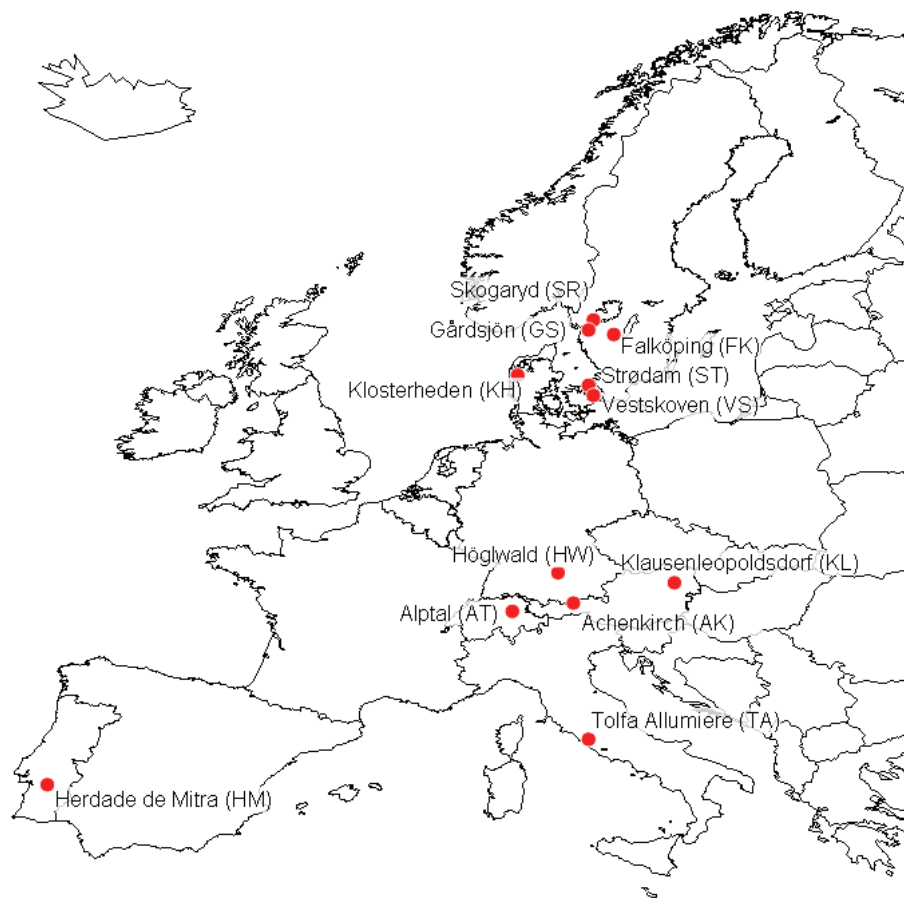 Skogaryd (SR)
Gårdsjön (GS)
Falköping (FK)
Klosterheden (KH)
Strødam (ST)
Vestskoven (VS)
Höglwald (HW)
Klausenleopoldsdorf (KL)
Alptal (AT)
Achenkirch (AK)
Tolfa Allumiere (TA)
Herdade de Mitra (HM)